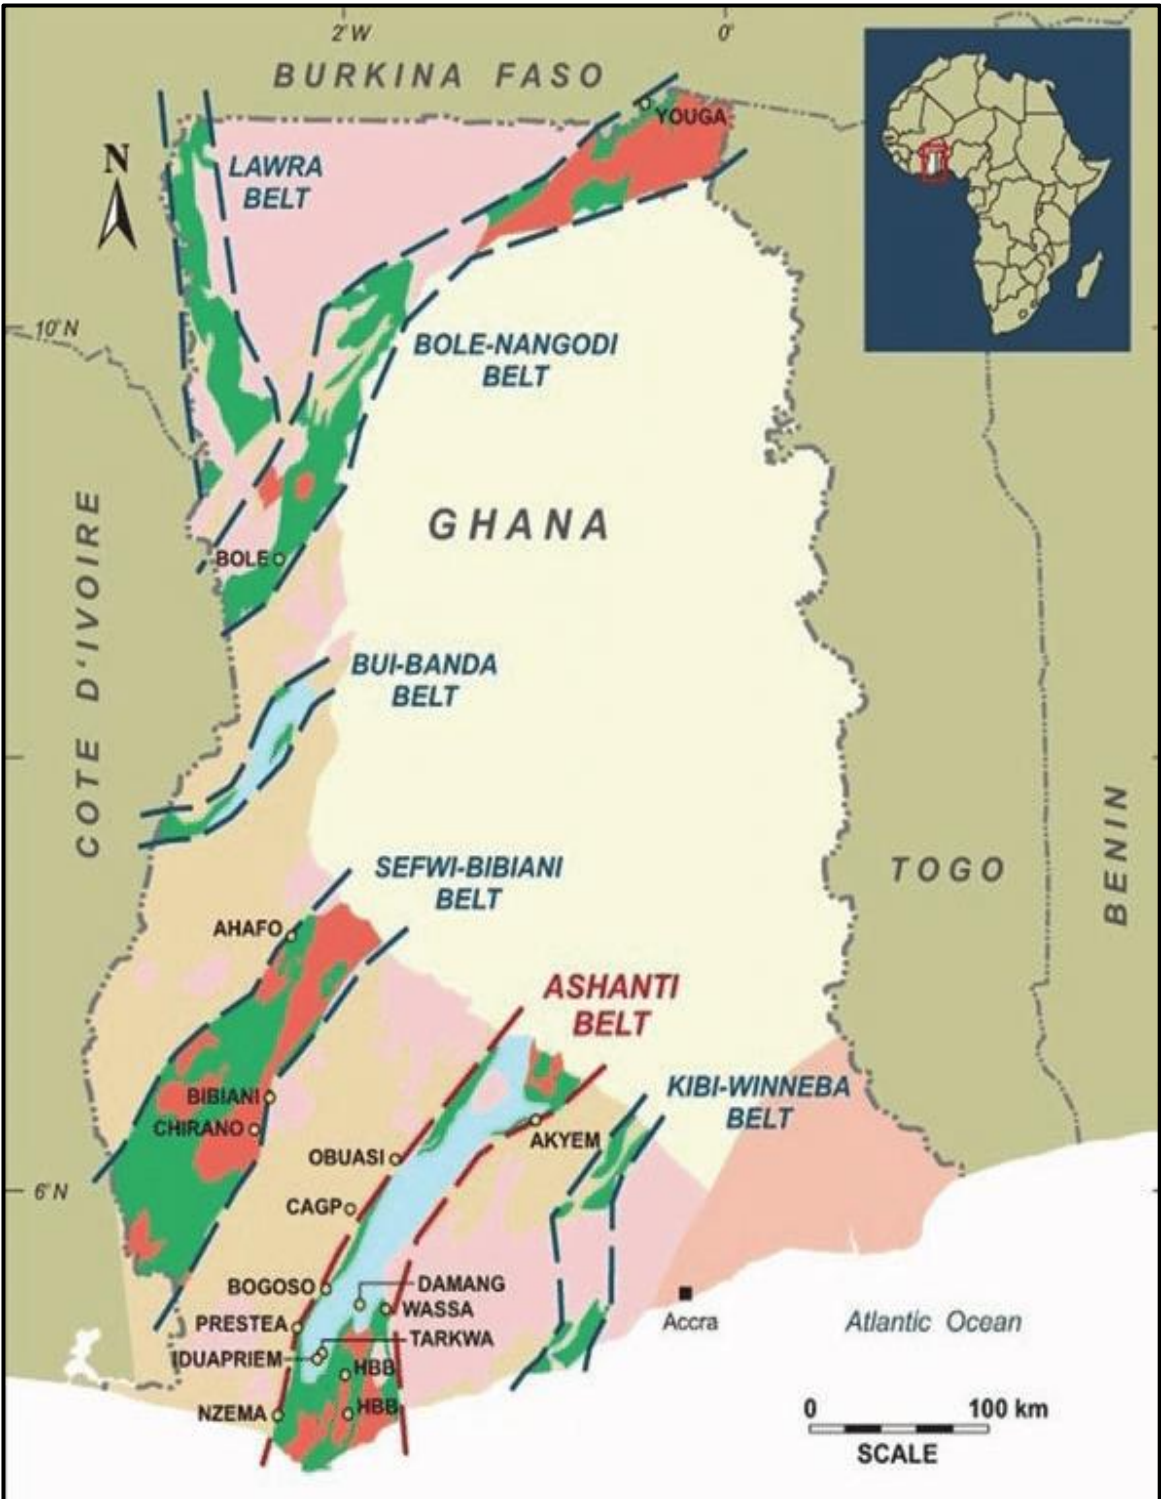 2°W
0°
BURKINA FASO
YOUGA
N
LAWRA
BELT
10°N
BOLE-NANGODI
BELT
GHANA
BOLE
COTE D'IVOIRE
BUI-BANDA
BELT
SEFWI-BIBIANI
BELT
TOGO
BENIN
AHAFO
ASHANTI
BELT
KIBI-WINNEBA
BELT
BIBIANI
CHIRANO
AKYEM
OBUASI
6°N
CAGP
BOGOSO
DAMANG
WASSA
PRESTEA
TARKWA
IDUAPRIEM
HBB
HBB
NZEMA
Accra
Atlantic Ocean
0 100 km
SCALE